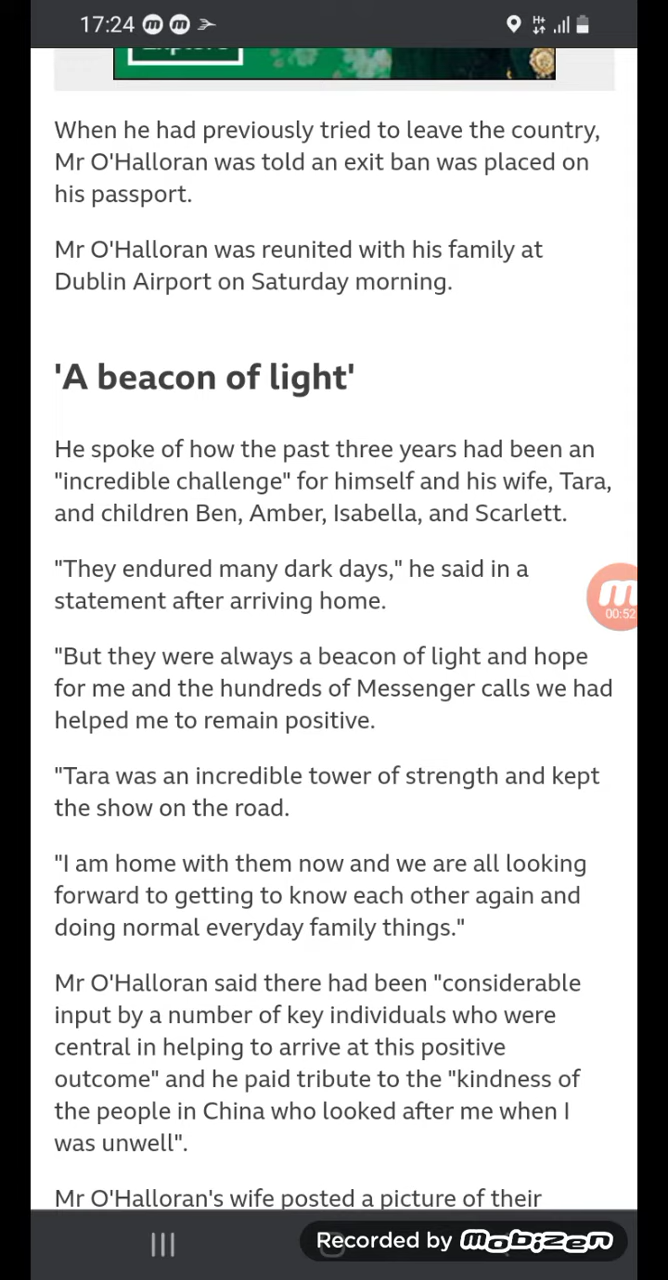 17:24
H+
Explore
When he had previously tried to leave the country,
Mr O'Halloran was told an exit ban was placed on
his passport.
Mr O'Halloran was reunited with his family at
Dublin Airport on Saturday morning.
'A beacon of light'
He spoke of how the past three years had been an
"incredible challenge" for himself and his wife, Tara,
and children Ben, Amber, Isabella, and Scarlett.
"They endured many dark days," he said in a
statement after arriving home.
m
00:52
"But they were always a beacon of light and hope
for me and the hundreds of Messenger calls we had
helped me to remain positive.
"Tara was an incredible tower of strength and kept
the show on the road.
"I am home with them now and we are all looking
forward to getting to know each other again and
doing normal everyday family things."
Mr O'Halloran said there had been "considerable
input by a number of key individuals who were
central in helping to arrive at this positive
outcome" and he paid tribute to the "kindness of
the people in China who looked after me when I
was unwell".
Mr O'Halloran's wife posted a picture of their
Recorded by mobizen